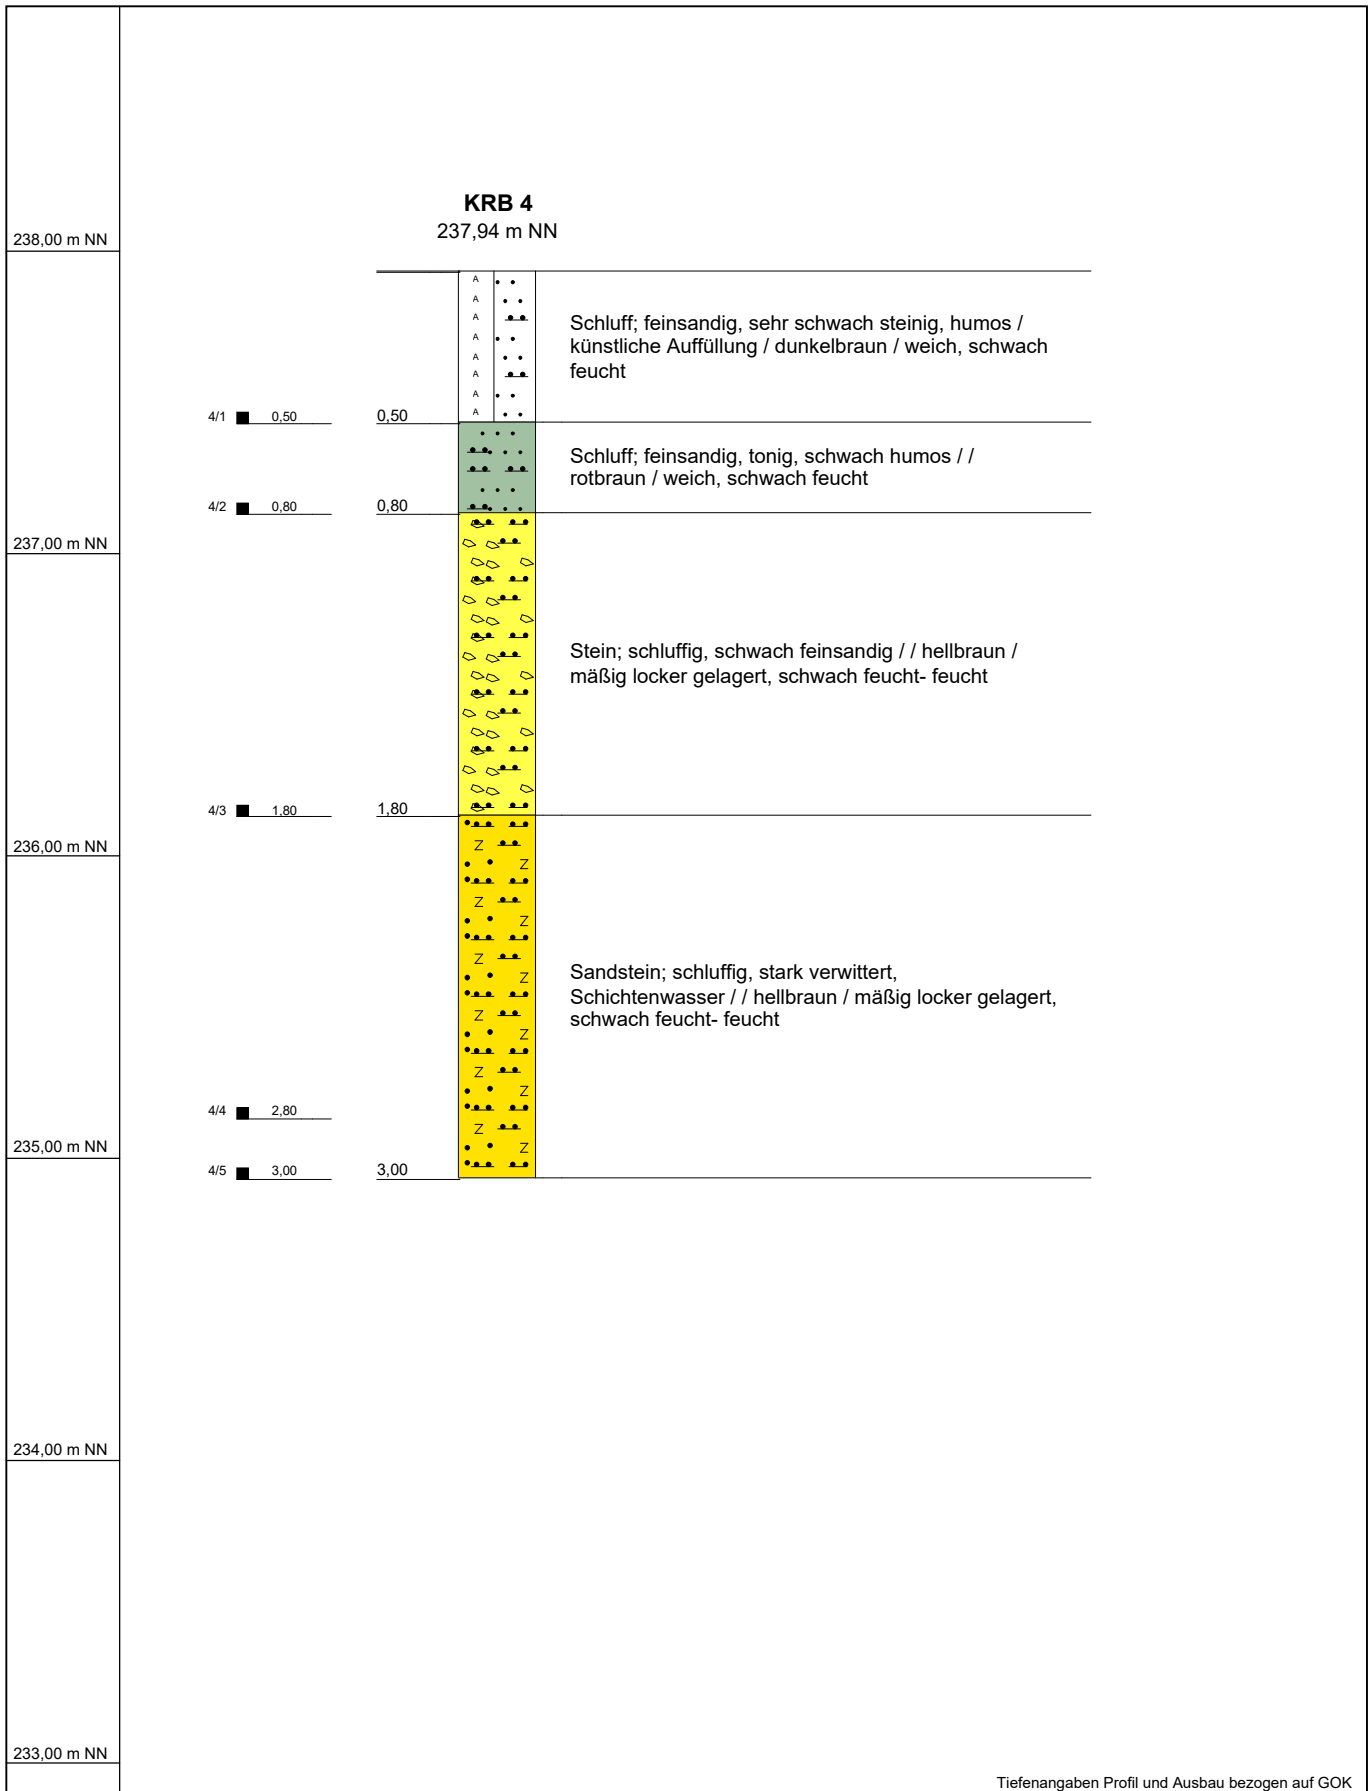 KRB 4
237,94 m NN
238,00 m NN
Schluff; feinsandig, sehr schwach steinig, humos /
künstliche Auffüllung / dunkelbraun / weich, schwach
feucht
4/1 0,50 0,50
Schluff; feinsandig, tonig, schwach humos / /
rotbraun / weich, schwach feucht
4/2 0,80 0,80
237,00 m NN
Stein; schluffig, schwach feinsandig / / hellbraun /
mäßig locker gelagert, schwach feucht- feucht
4/3 1,80 1,80
236,00 m NN
Sandstein; schluffig, stark verwittert,
Schichtenwasser / / hellbraun / mäßig locker gelagert,
schwach feucht- feucht
4/4 2,80
235,00 m NN
4/5 3,00 3,00
234,00 m NN
233,00 m NN
Tiefenangaben Profil und Ausbau bezogen auf GOK